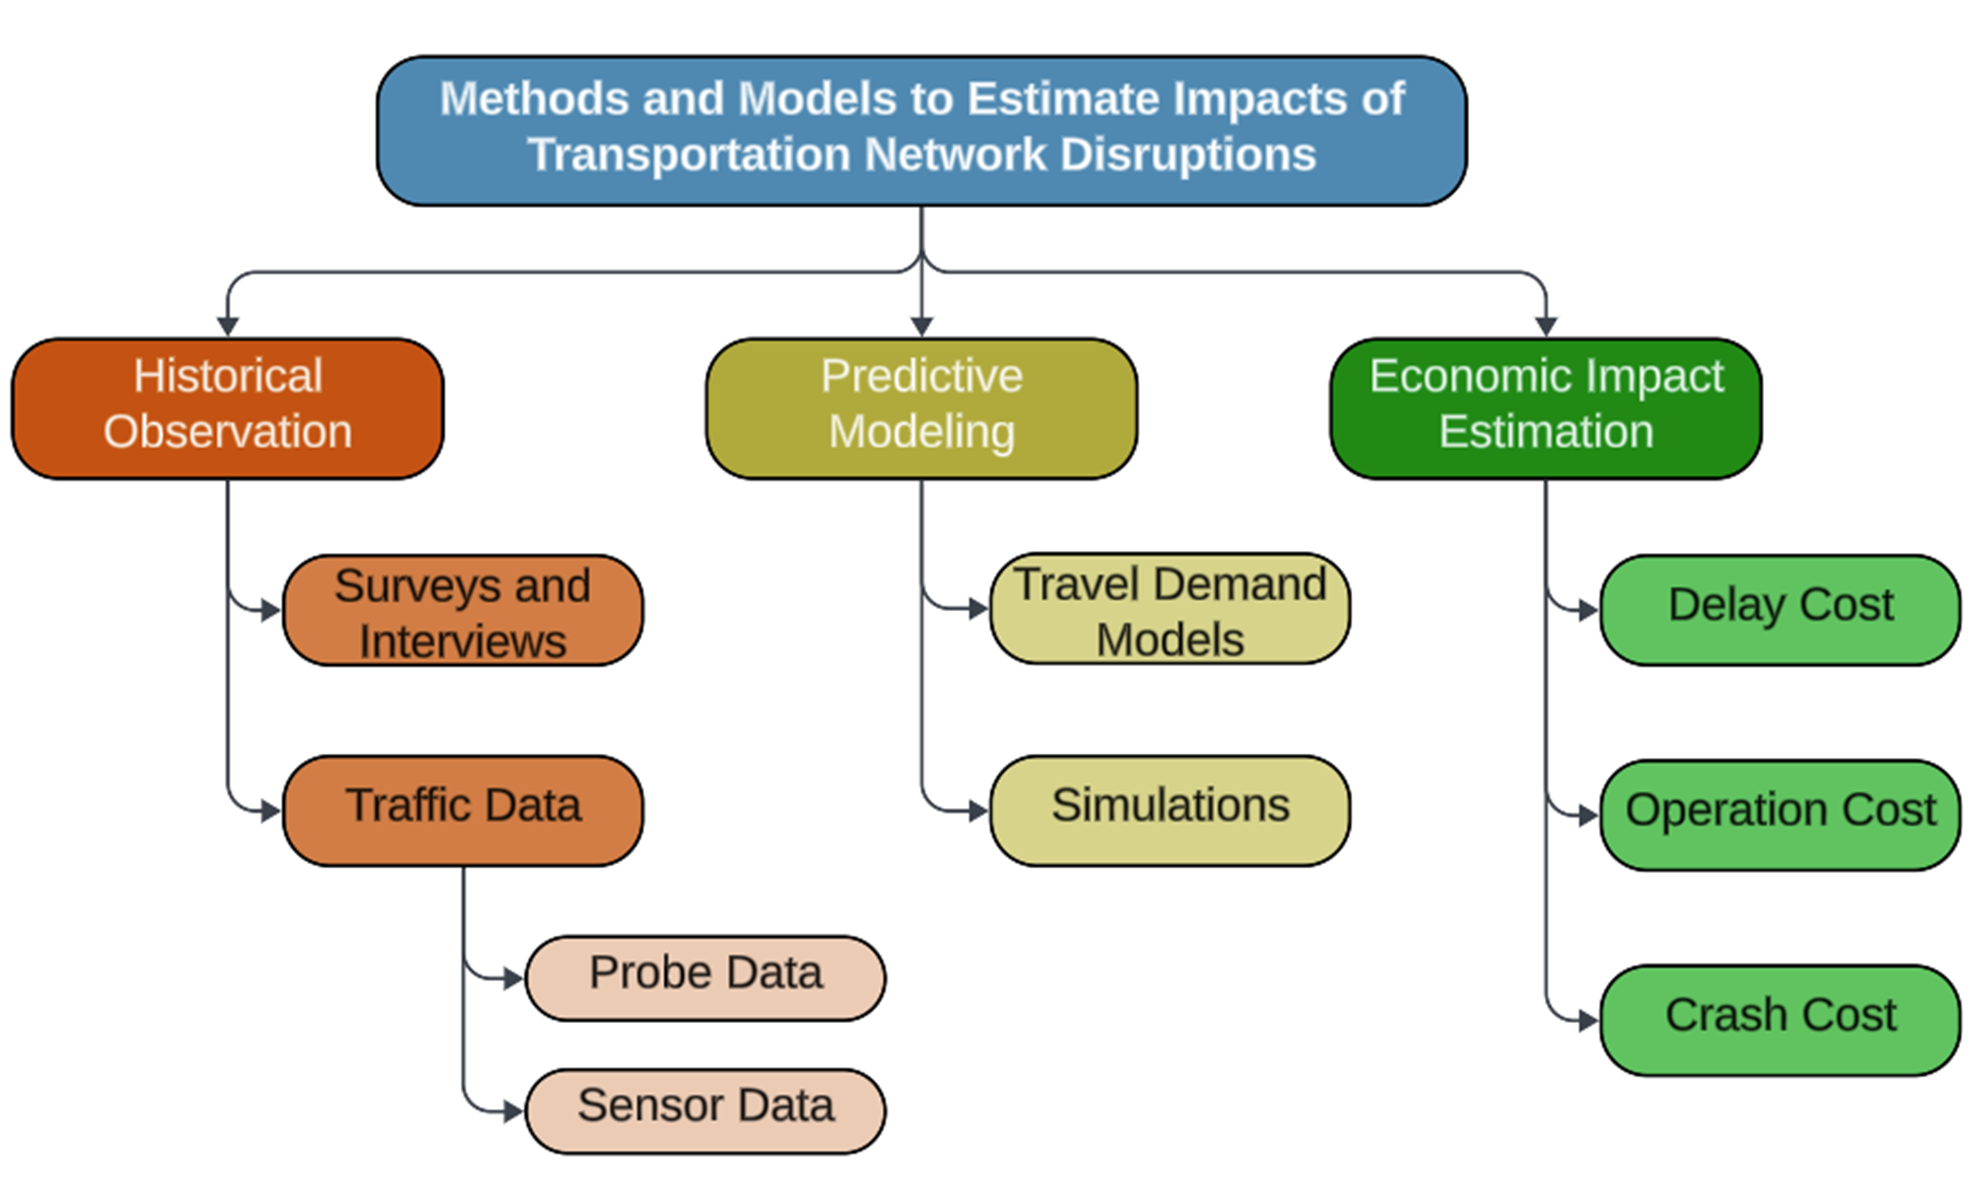 Methods and Models to Estimate Impacts of
Transportation Network Disruptions
Historical
Observation
Predictive
Modeling
Economic Impact
Estimation
Surveys and
Interviews
Travel Demand
Models
Delay Cost
Traffic Data
Simulations
Operation Cost
Probe Data
Crash Cost
Sensor Data